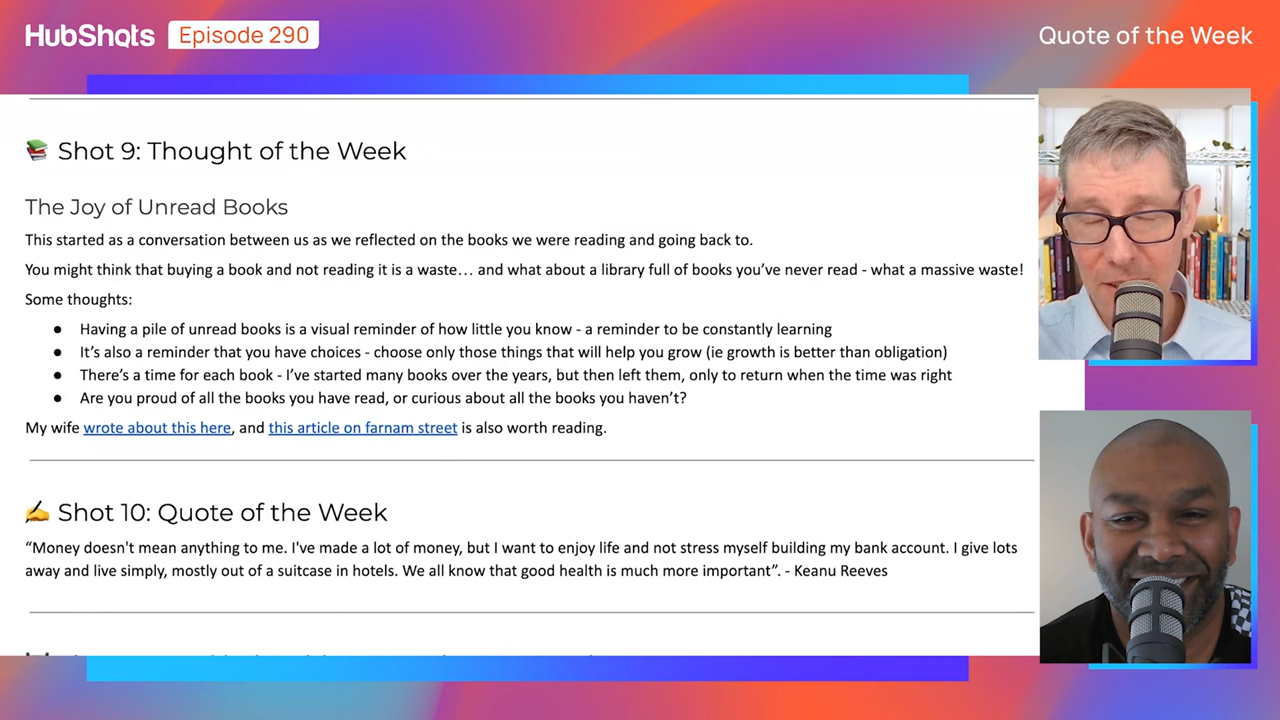 HubShots Episode 290
Quote of the Week
Shot 9: Thought of the Week
The Joy of Unread Books
This started as a conversation between us as we reflected on the books we were reading and going back to.
You might think that buying a book and not reading it is a waste… and what about a library full of books you’ve never read - what a massive waste!
Some thoughts:
● Having a pile of unread books is a visual reminder of how little you know - a reminder to be constantly learning
● It’s also a reminder that you have choices - choose only those things that will help you grow (ie growth is better than obligation)
● There’s a time for each book - I’ve started many books over the years, but then left them, only to return when the time was right
● Are you proud of all the books you have read, or curious about all the books you haven’t?
My wife wrote about this here, and this article on farnam street is also worth reading.
Shot 10: Quote of the Week
“Money doesn't mean anything to me. I've made a lot of money, but I want to enjoy life and not stress myself building my bank account. I give lots
away and live simply, mostly out of a suitcase in hotels. We all know that good health is much more important”. - Keanu Reeves